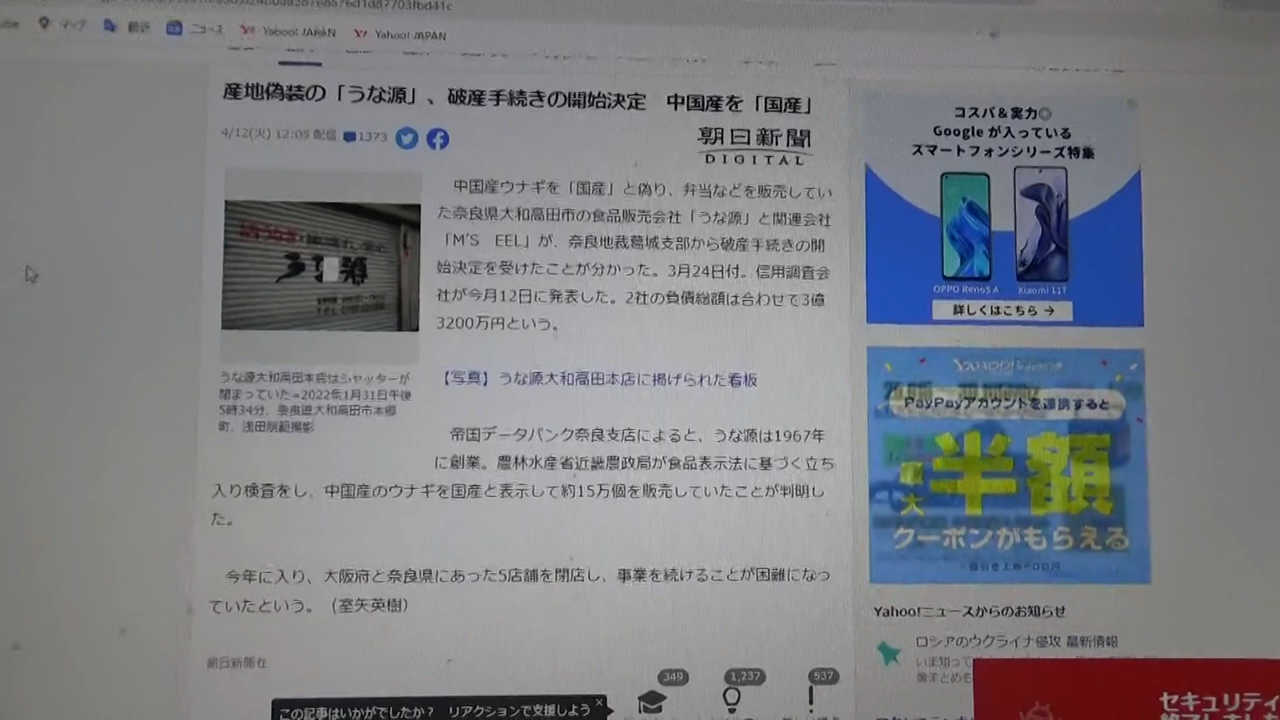 マップ 翻訳 ニュース Yahoo! JAPAN Yahoo! JAPAN
産地偽装の「うな源」、破産手続きの開始決定 中国産を「国産」
4/12(火) 12:05 配信 1373
朝日新聞
DIGITAL
中国産ウナギを「国産」と偽り、弁当などを販売してい
た奈良県大和高田市の食品販売会社「うな源」と関連会社
「M'S EEL」が、奈良地裁葛城支部から破産手続きの開
始決定を受けたことが分かった。3月24日付。信用調査会
社が今月12日に発表した。2社の負債総額は合わせて3億
3200万円という。
うな源
うな源大和高田本店はシャッターが
閉まっていた=2022年1月31日午後
5時34分、奈良県大和高田市本郷
町、浅田朋範撮影
【写真】うな源大和高田本店に掲げられた看板
帝国データバンク奈良支店によると、うな源は1967年
に創業。農林水産省近畿農政局が食品表示法に基づく立ち
入り検査をし、中国産のウナギを国産と表示して約15万個を販売していたことが判明し
た。
今年に入り、大阪府と奈良県にあった5店舗を閉店し、事業を続けることが困難になっ
ていたという。（室矢英樹）
朝日新聞社
349 1,237 537
この記事はいかがでしたか？ リアクションで支援しよう
コスパ＆実力◎
Google が入っている
スマートフォンシリーズ特集
OPPO Reno5 A Xiaomi 11T
詳しくはこちら →
YAHOO!
PayPayアカウントを連携すると
最大
半額
クーポンがもらえる
Yahoo!ニュースからのお知らせ
ロシアのウクライナ侵攻 最新情報
いま知って
セキュリティ